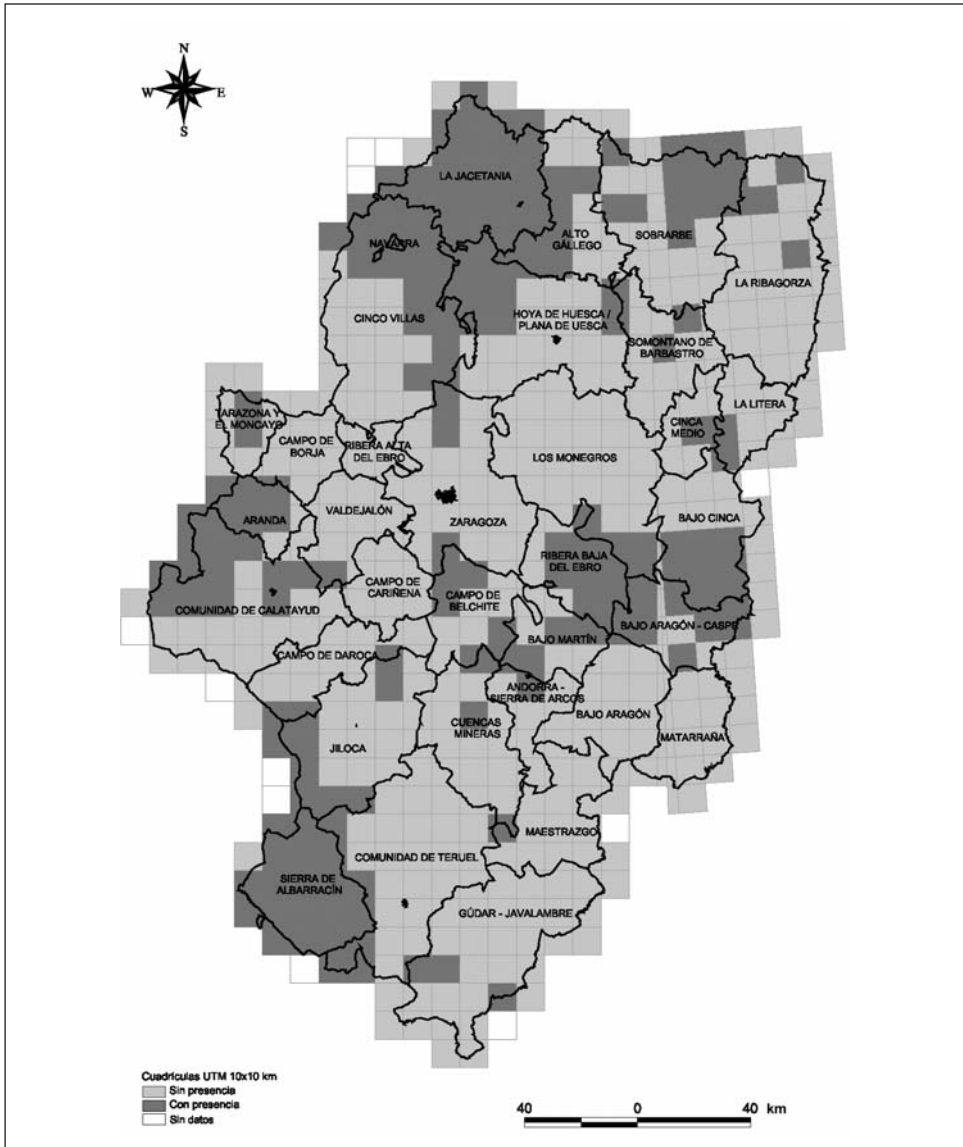 N
W E
S
LA JACETANIA
NAVARRA
ALTO
GÁLLEGO
SOBRARBE
LA RIBAGORZA
CINCO VILLAS
HOYA DE HUESCA /
PLANA DE UESCA
SOMONTANO DE
BARBASTRO
LA LITERA
TARAZONA Y
EL MONCAYO
CAMPO DE
BORJA
RIBERA ALTA
DEL EBRO
CINCA
MEDIO
LOS MONEGROS
ARANDA
VALDEJALÓN
ZARAGOZA
BAJO CINCA
RIBERA BAJA
DEL EBRO
CAMPO DE
CARIÑENA
CAMPO DE
BELCHITE
COMUNIDAD DE CALATAYUD
BAJO ARAGÓN - CASPE
BAJO MARTÍN
CAMPO DE DAROCA
ANDORRA -
SIERRA DE ARCOS
BAJO ARAGÓN
CUENCAS
MINERAS
MATARRAÑA
JILOCA
MAESTRAZGO
COMUNIDAD DE TERUEL
SIERRA DE
ALBARRACÍN
GÚDAR - JAVALAMBRE
Cuadrículas UTM 10x10 km
Sin presencia
Con presencia
Sin datos
40 0 40 km